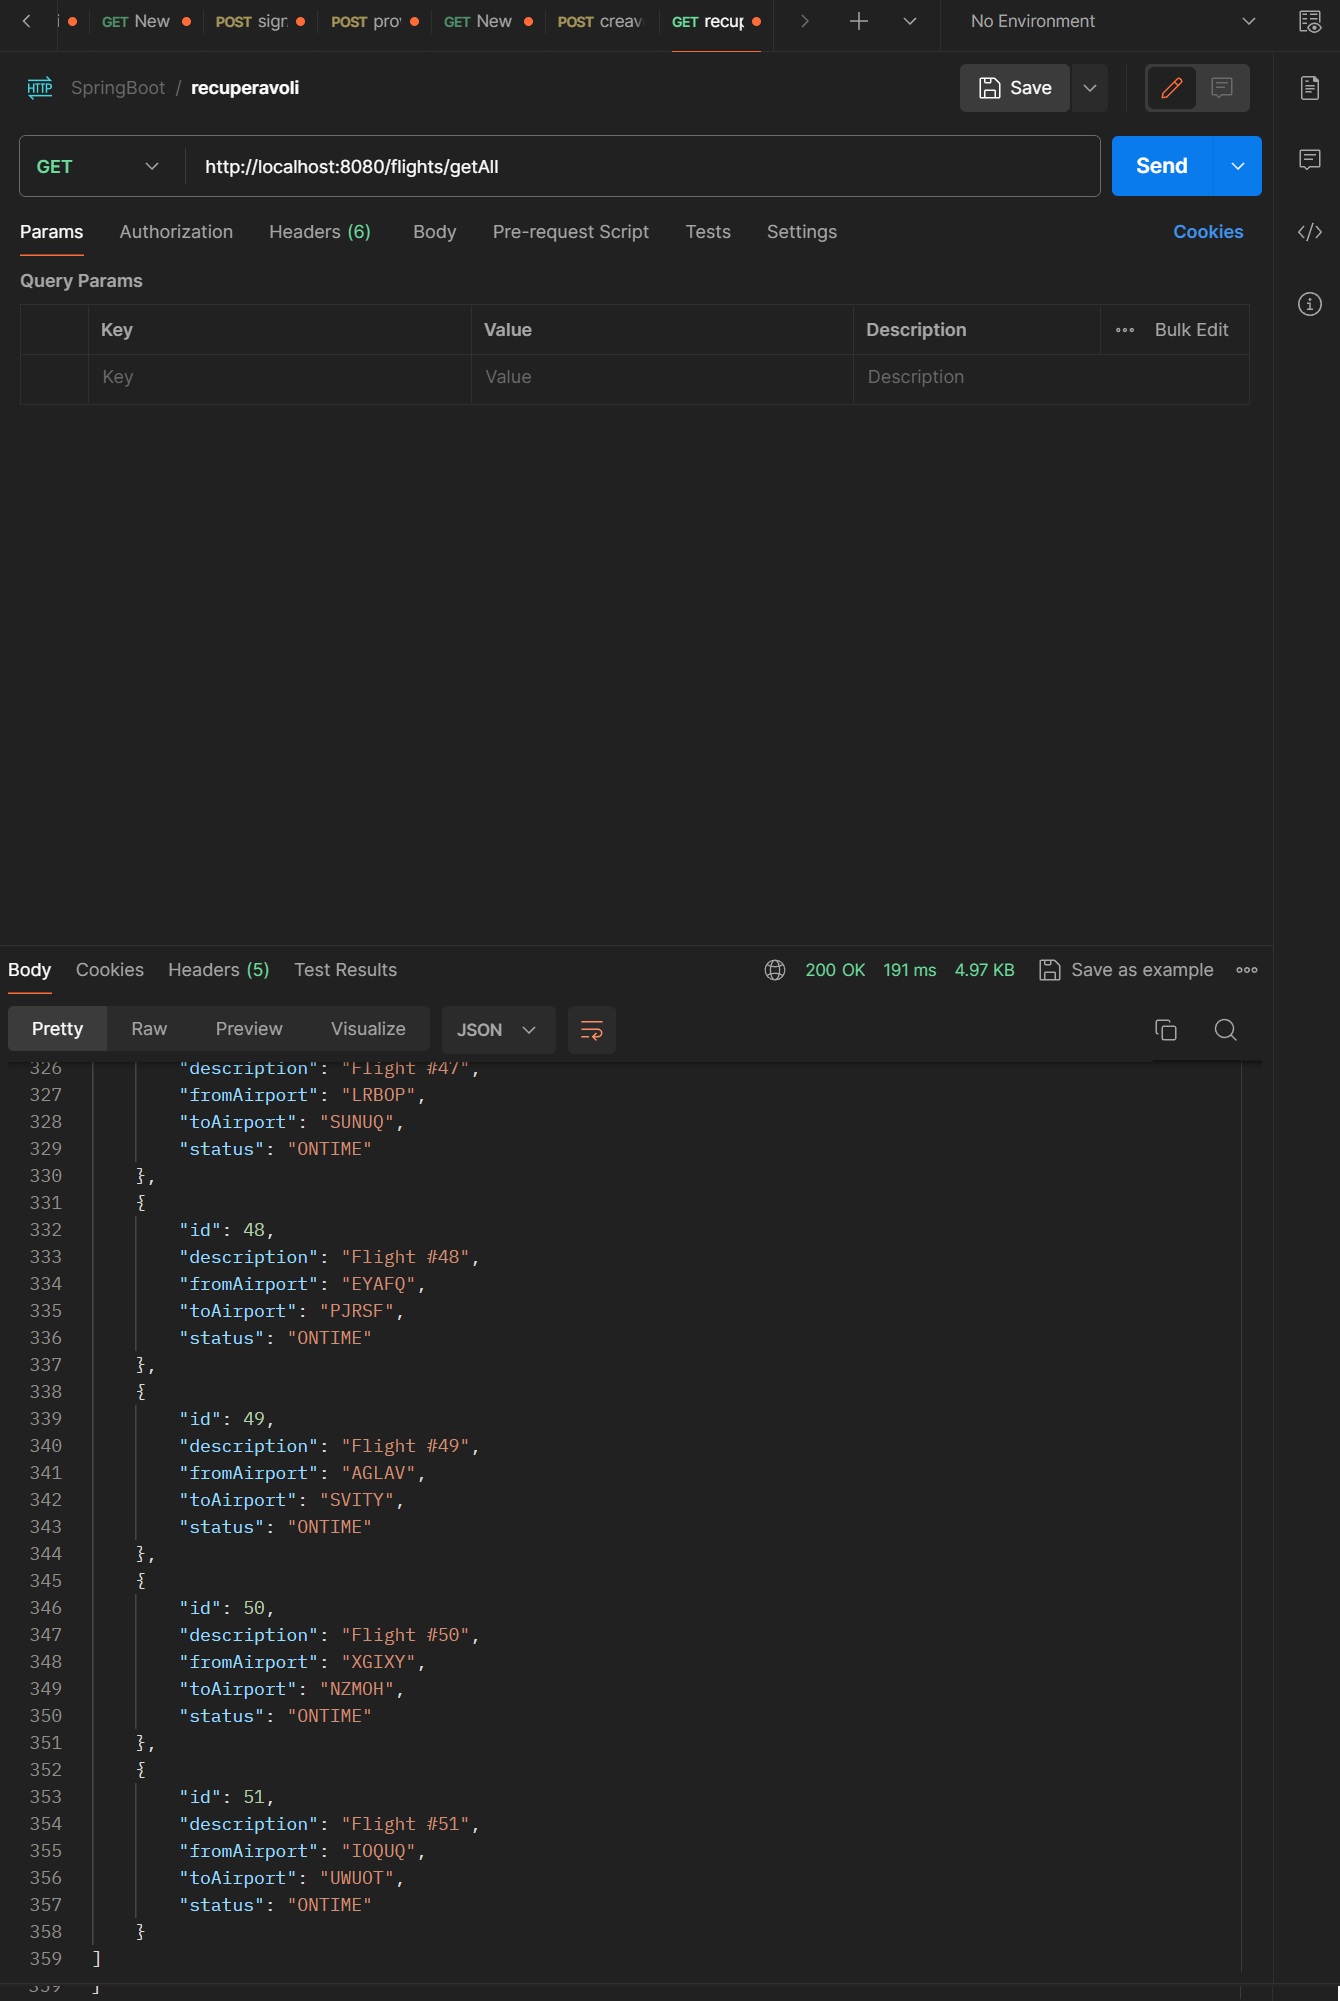 GET New POST sign POST pro GET New POST creav GET recup No Environment
HTTP SpringBoot / recuperavoli Save
GET http://localhost:8080/flights/getAll Send
Params Authorization Headers (6) Body Pre-request Script Tests Settings Cookies
Query Params
Key Value Description Bulk Edit
Key Value Description
Body Cookies Headers (5) Test Results 200 OK 191 ms 4.97 KB Save as example
Pretty Raw Preview Visualize JSON
326 "description": "Flight #47",
327 "fromAirport": "LRBOP",
328 "toAirport": "SUNUQ",
329 "status": "ONTIME"
330 },
331 {
332 "id": 48,
333 "description": "Flight #48",
334 "fromAirport": "EYAFQ",
335 "toAirport": "PJRSF",
336 "status": "ONTIME"
337 },
338 {
339 "id": 49,
340 "description": "Flight #49",
341 "fromAirport": "AGLAV",
342 "toAirport": "SVITY",
343 "status": "ONTIME"
344 },
345 {
346 "id": 50,
347 "description": "Flight #50",
348 "fromAirport": "XGIXY",
349 "toAirport": "NZMOH",
350 "status": "ONTIME"
351 },
352 {
353 "id": 51,
354 "description": "Flight #51",
355 "fromAirport": "IOQUQ",
356 "toAirport": "UWUOT",
357 "status": "ONTIME"
358 }
359 ]
359 ]